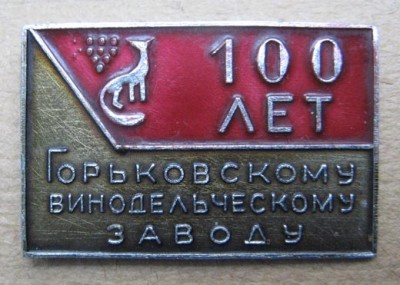 100
ЛЕТ
ГОРЬКОВСКОМУ
ВИНОДЕЛЬЧЕСКОМУ
ЗАВОДУ